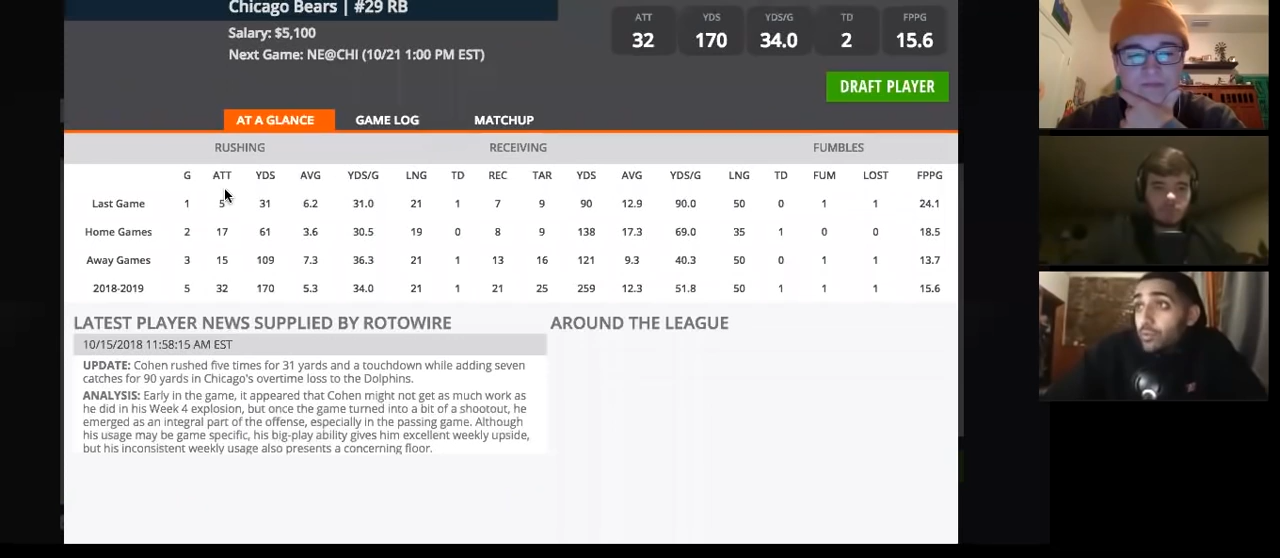 Chicago Bears | #29 RB
Salary: $5,100
Next Game: NE@CHI (10/21 1:00 PM EST)
ATT YDS YDS/G TD FPPG
32 170 34.0 2 15.6
DRAFT PLAYER
AT A GLANCE GAME LOG MATCHUP
RUSHING RECEIVING FUMBLES
G ATT YDS AVG YDS/G LNG TD REC TAR YDS AVG YDS/G LNG TD FUM LOST FPPG
Last Game 1 5 31 6.2 31.0 21 1 7 9 90 12.9 90.0 50 0 1 1 24.1
Home Games 2 17 61 3.6 30.5 19 0 8 9 138 17.3 69.0 35 1 0 0 18.5
Away Games 3 15 109 7.3 36.3 21 1 13 16 121 9.3 40.3 50 0 1 1 13.7
2018-2019 5 32 170 5.3 34.0 21 1 21 25 259 12.3 51.8 50 1 1 1 15.6
LATEST PLAYER NEWS SUPPLIED BY ROTOWIRE
10/15/2018 11:58:15 AM EST
UPDATE: Cohen rushed five times for 31 yards and a touchdown while adding seven
catches for 90 yards in Chicago's overtime loss to the Dolphins.
ANALYSIS: Early in the game, it appeared that Cohen might not get as much work as
he did in his Week 4 explosion, but once the game turned into a bit of a shootout, he
emerged as an integral part of the offense, especially in the passing game. Although
his usage may be game specific, his big-play ability gives him excellent weekly upside,
but his inconsistent weekly usage also presents a concerning floor.
AROUND THE LEAGUE